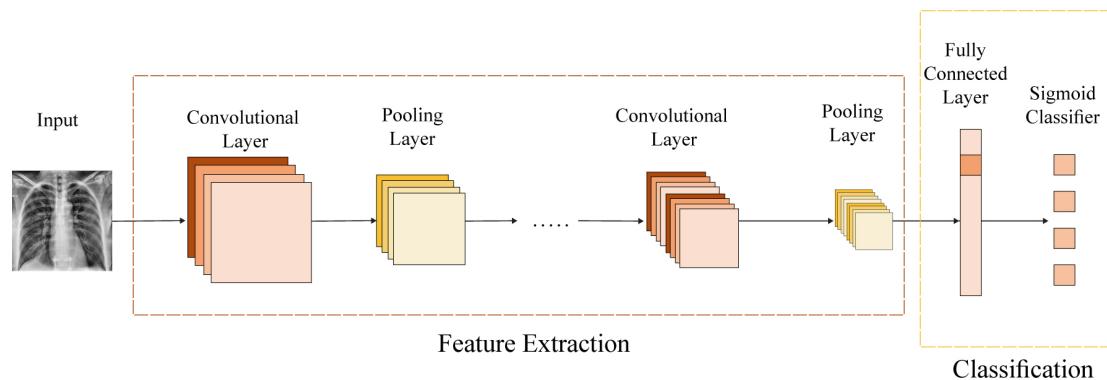 Input
Convolutional
Layer
Pooling
Layer
.....
Convolutional
Layer
Pooling
Layer
Fully
Connected
Layer
Sigmoid
Classifier
Feature Extraction
Classification